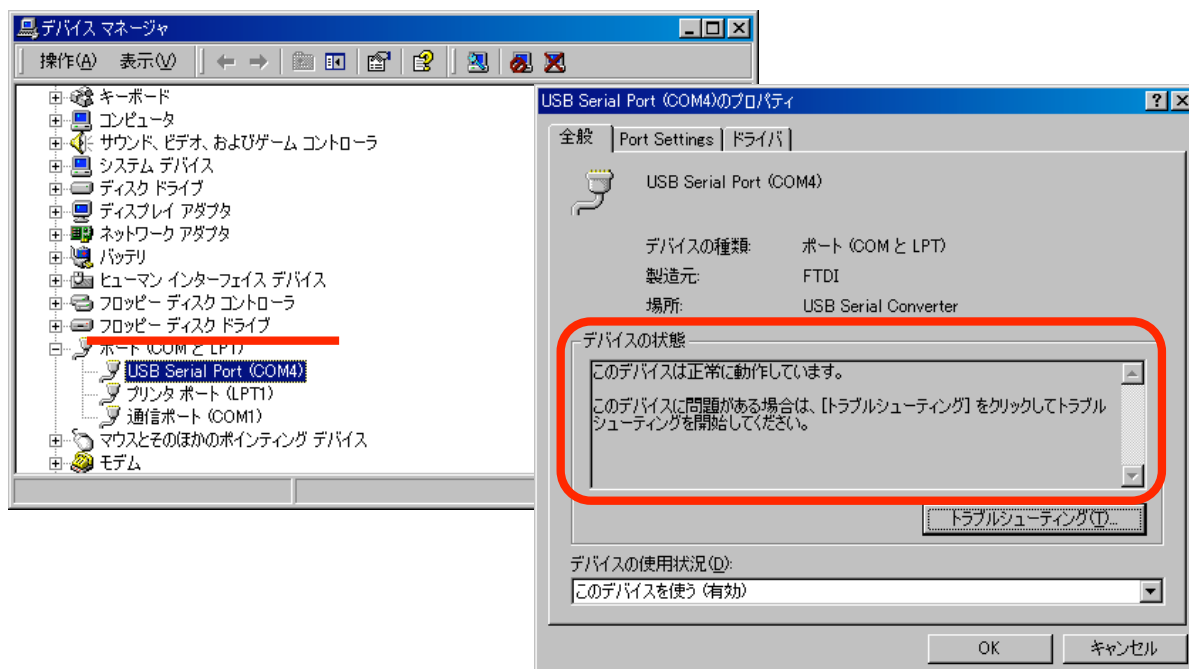 デバイス マネージャ
操作(A) 表示(V)
キーボード
コンピュータ
サウンド、ビデオ、およびゲーム コントローラ
システム デバイス
ディスク ドライブ
ディスプレイ アダプタ
ネットワーク アダプタ
バッテリ
ヒューマン インターフェイス デバイス
フロッピー ディスク コントローラ
フロッピー ディスク ドライブ
ポート (COM と LPT)
USB Serial Port (COM4)
プリンタ ポート (LPT1)
通信ポート (COM1)
マウスとそのほかのポインティング デバイス
モデム
USB Serial Port (COM4)のプロパティ
全般 Port Settings ドライバ
USB Serial Port (COM4)
デバイスの種類: ポート (COM と LPT)
製造元: FTDI
場所: USB Serial Converter
デバイスの状態
このデバイスは正常に動作しています。
このデバイスに問題がある場合は、[トラブルシューティング] をクリックしてトラブル
シューティングを開始してください。
トラブルシューティング(T)...
デバイスの使用状況(D):
このデバイスを使う (有効)
OK キャンセル